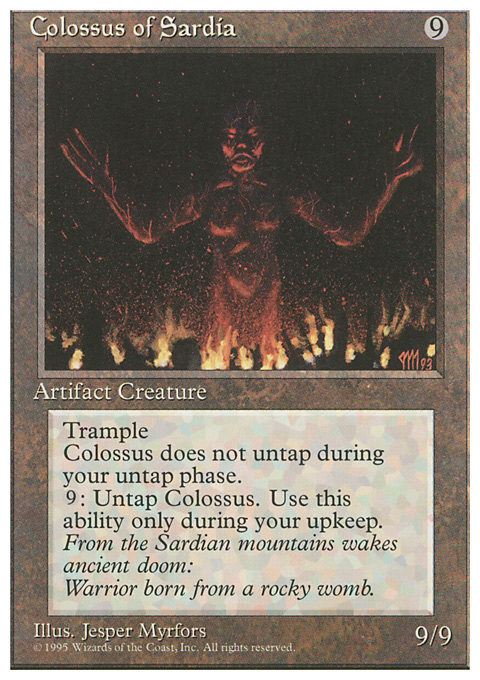 Colossus of Sardia 9
M93
Artifact Creature
Trample
Colossus does not untap during
your untap phase.
9: Untap Colossus. Use this
ability only during your upkeep.
From the Sardian mountains wakes
ancient doom:
Warrior born from a rocky womb.
Illus. Jesper Myrfors
9/9
© 1995 Wizards of the Coast, Inc. All rights reserved.